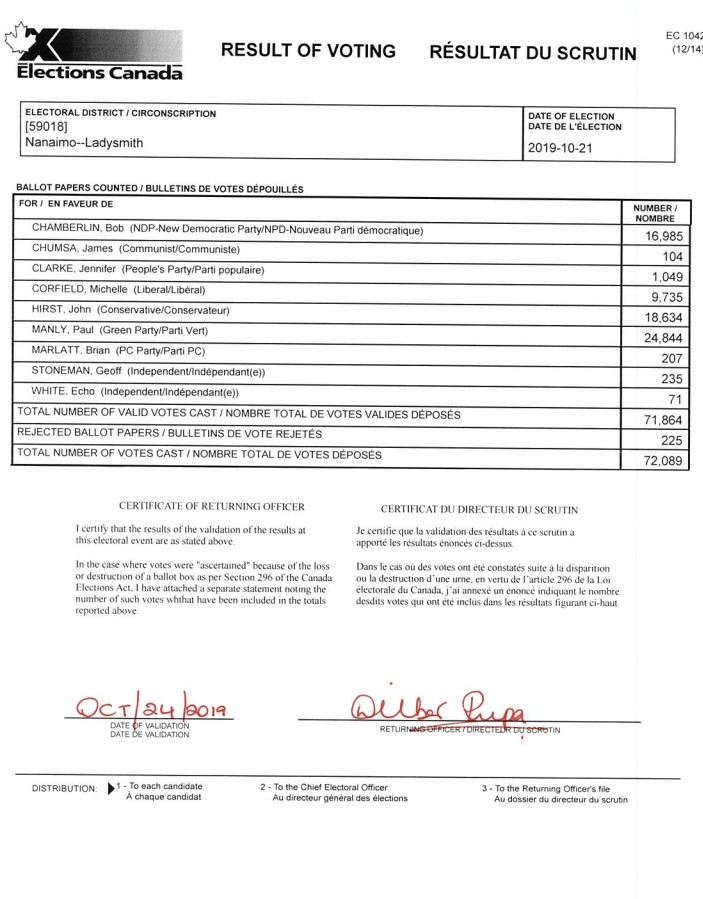 Elections Canada
RESULT OF VOTING RÉSULTAT DU SCRUTIN
EC 1042
(12/14)
ELECTORAL DISTRICT / CIRCONSCRIPTION
[59018]
Nanaimo--Ladysmith
DATE OF ELECTION
DATE DE L'ÉLECTION
2019-10-21
BALLOT PAPERS COUNTED / BULLETINS DE VOTES DÉPOUILLÉS
FOR / EN FAVEUR DE
NUMBER /
NOMBRE
CHAMBERLIN, Bob (NDP-New Democratic Party/NPD-Nouveau Parti démocratique) 16,985
CHUMSA, James (Communist/Communiste) 104
CLARKE, Jennifer (People's Party/Parti populaire) 1,049
CORFIELD, Michelle (Liberal/Libéral) 9,735
HIRST, John (Conservative/Conservateur) 18,634
MANLY, Paul (Green Party/Parti Vert) 24,844
MARLATT, Brian (PC Party/Parti PC) 207
STONEMAN, Geoff (Independent/Indépendant(e)) 235
WHITE, Echo (Independent/Indépendant(e)) 71
TOTAL NUMBER OF VALID VOTES CAST / NOMBRE TOTAL DE VOTES VALIDES DÉPOSÉS 71,864
REJECTED BALLOT PAPERS / BULLETINS DE VOTE REJETÉS 225
TOTAL NUMBER OF VOTES CAST / NOMBRE TOTAL DE VOTES DÉPOSÉS 72,089
CERTIFICATE OF RETURNING OFFICER
I certify that the results of the validation of the results at
this electoral event are as stated above.
In the case where votes were "ascertained" because of the loss
or destruction of a ballot box as per Section 296 of the Canada
Elections Act, I have attached a separate statement noting the
number of such votes whthat have been included in the totals
reported above.
CERTIFICAT DU DIRECTEUR DU SCRUTIN
Je certifie que la validation des résultats à ce scrutin a
apporté les résultats énoncés ci-dessus.
Dans le cas où des votes ont été constatés suite à la disparition
ou la destruction d'une urne, en vertu de l'article 296 de la Loi
électorale du Canada, j'ai annexé un énoncé indiquant le nombre
desdits votes qui ont été inclus dans les résultats figurant ci-haut.
OCT/24/2019
DATE OF VALIDATION
DATE DE VALIDATION
Dilber
RETURNING OFFICER / DIRECTEUR DU SCRUTIN
DISTRIBUTION: 1 - To each candidate
À chaque candidat
2 - To the Chief Electoral Officer
Au directeur général des élections
3 - To the Returning Officer's file
Au dossier du directeur du scrutin